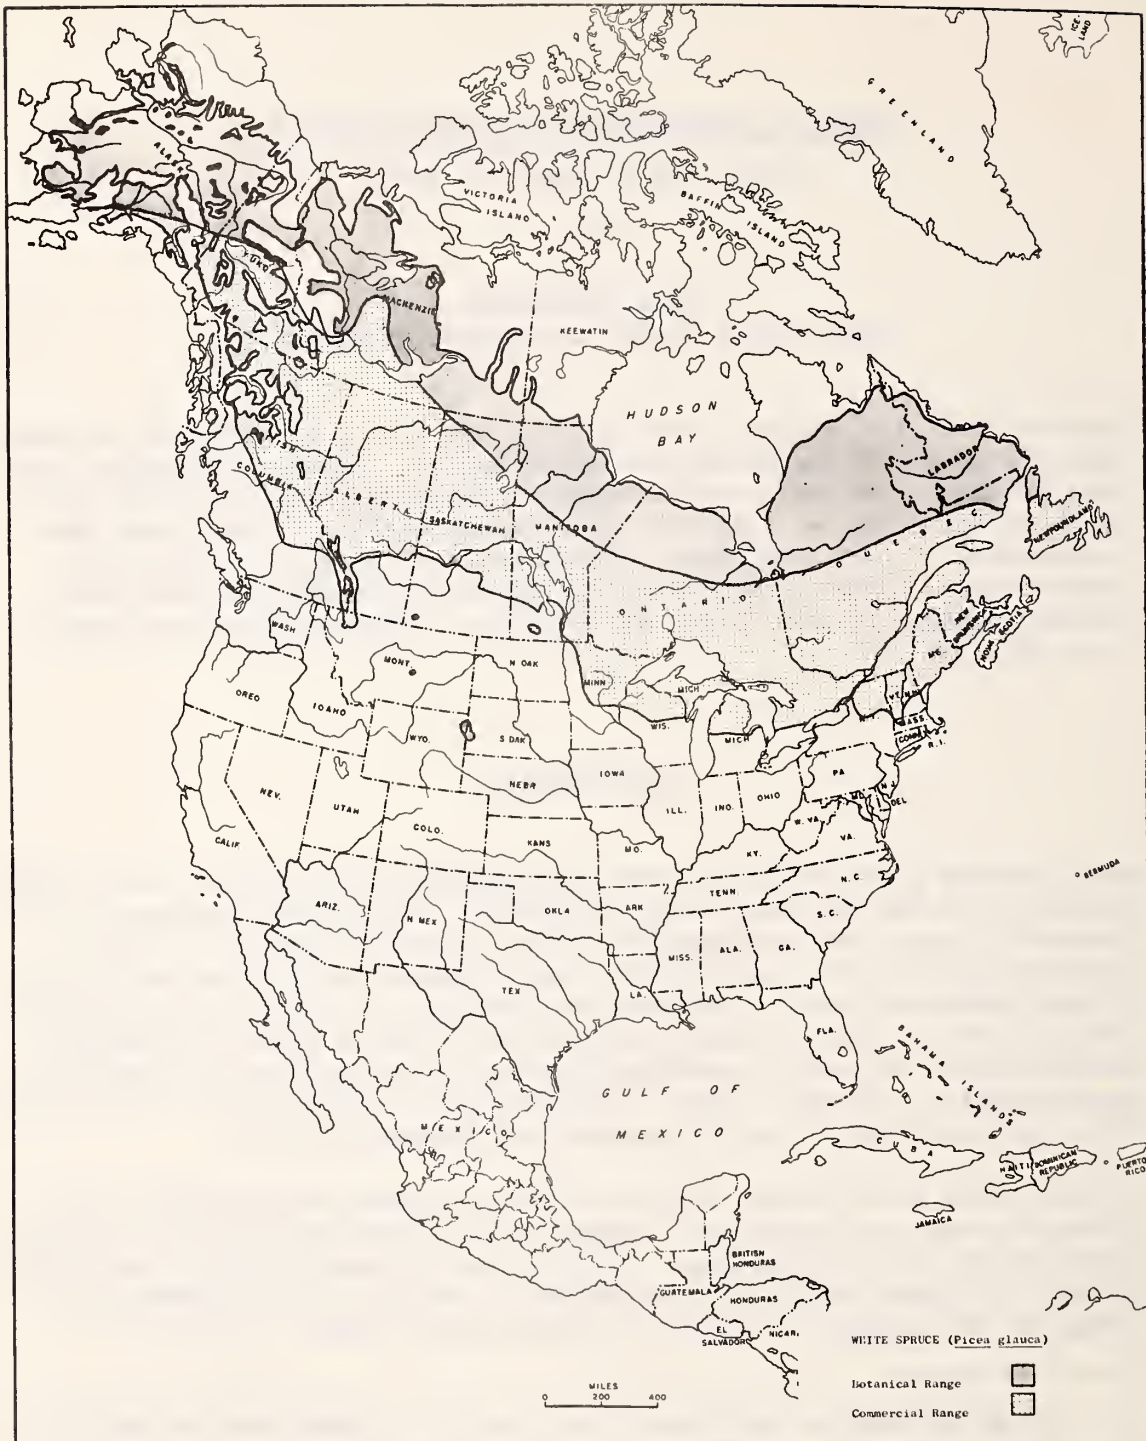 ICE-
LAND
GREENLAND
ALASKA
VICTORIA
ISLAND
BAFFIN
ISLAND
YUKON
MACKENZIE
KEEWATIN
HUDSON
BAY
LABRADOR
BRITISH
COLUMBIA
ALBERTA
SASKATCHEWAN
MANITOBA
ONTARIO
QUEBEC
NEWFOUNDLAND
NEW
BRUNSWICK
NOVA SCOTIA
WASH
MONT.
N DAK
MINN
MICH
ME.
VT.
N.H.
MASS.
CONN.
R.I.
OREG
IDAHO
WYO.
S DAK
WIS.
MICH
NEBR
IOWA
PA
N.J.
MD.
DEL
NEV.
UTAH
COLO.
KANS
ILL.
IND.
OHIO
W. VA.
VA.
CALIF.
MO.
KY.
TENN.
N.C.
S.C.
ARIZ.
N MEX
OKLA
ARK
MISS.
ALA.
GA.
TEX
LA.
FLA.
BERMUDA
BAHAMA ISLANDS
GULF OF
MEXICO
MEXICO
CUBA
HAITI
DOMINICAN
REPUBLIC
PUERTO
RICO
JAMAICA
BRITISH
HONDURAS
GUATEMALA
HONDURAS
EL
SALVADOR
NICAR.
WHITE SPRUCE (Picea glauca)
Botanical Range
Commercial Range
MILES
0 200 400